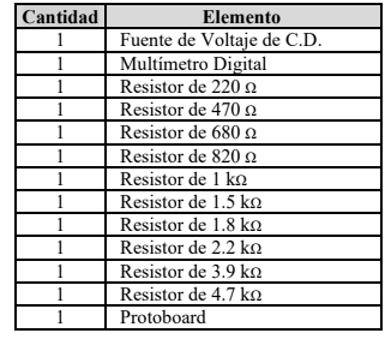 Cantidad Elemento
1 Fuente de Voltaje de C.D.
1 Multímetro Digital
1 Resistor de 220 Ω
1 Resistor de 470 Ω
1 Resistor de 680 Ω
1 Resistor de 820 Ω
1 Resistor de 1 kΩ
1 Resistor de 1.5 kΩ
1 Resistor de 1.8 kΩ
1 Resistor de 2.2 kΩ
1 Resistor de 3.9 kΩ
1 Resistor de 4.7 kΩ
1 Protoboard